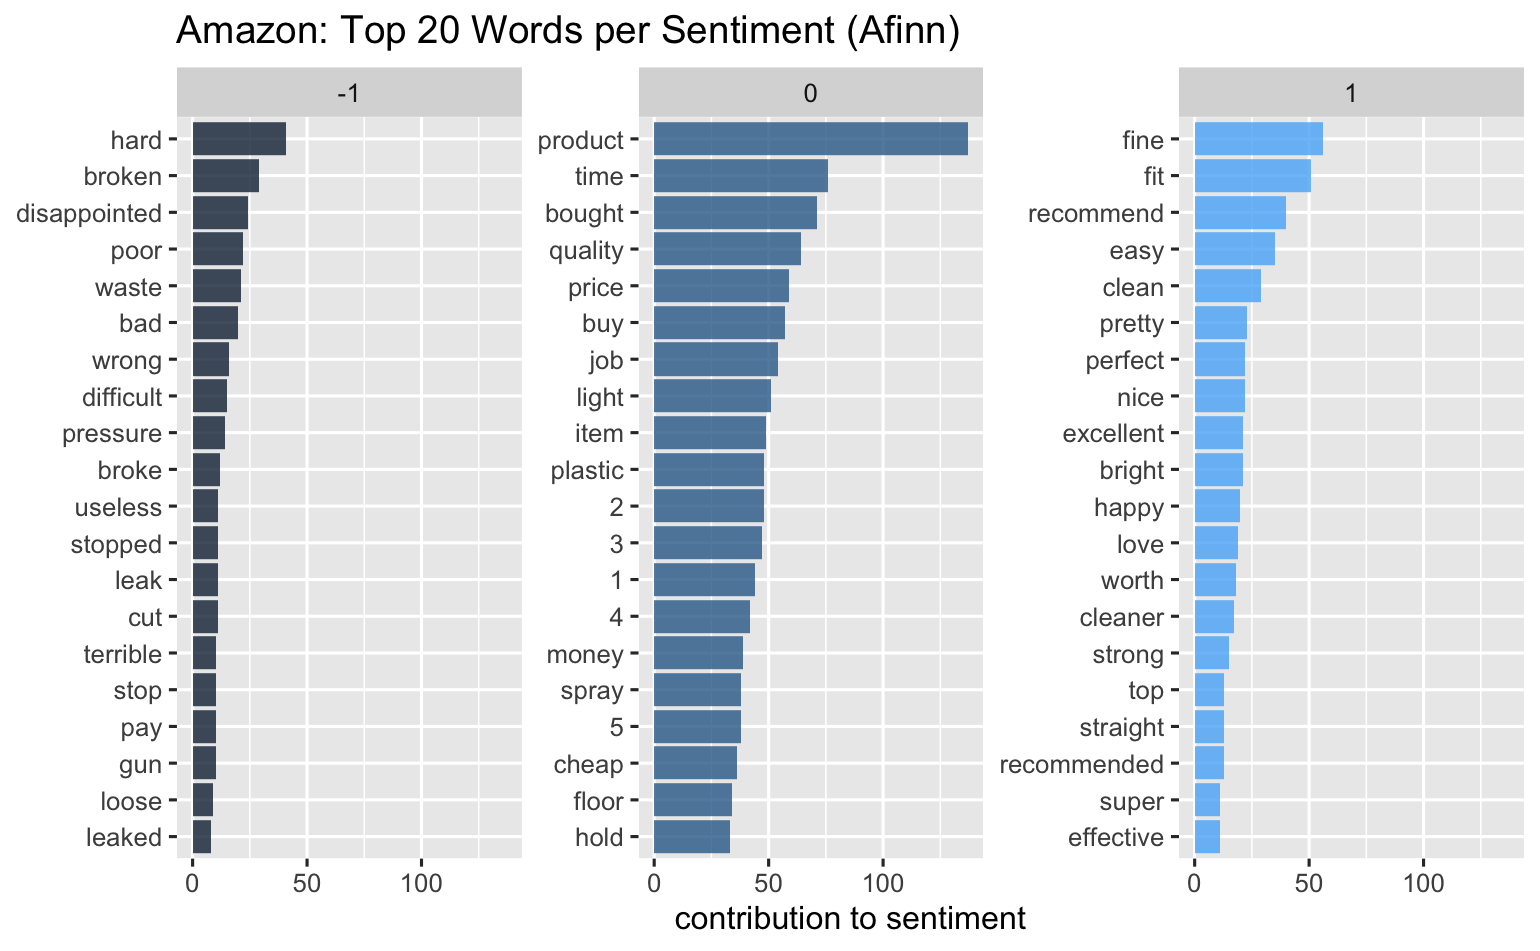 Amazon: Top 20 Words per Sentiment (Afinn)
-1
hard
broken
disappointed
poor
waste
bad
wrong
difficult
pressure
broke
useless
stopped
leak
cut
terrible
stop
pay
gun
loose
leaked
0 50 100
0
product
time
bought
quality
price
buy
job
light
item
plastic
2
3
1
4
money
spray
5
cheap
floor
hold
0 50 100
1
fine
fit
recommend
easy
clean
pretty
perfect
nice
excellent
bright
happy
love
worth
cleaner
strong
top
straight
recommended
super
effective
0 50 100
contribution to sentiment